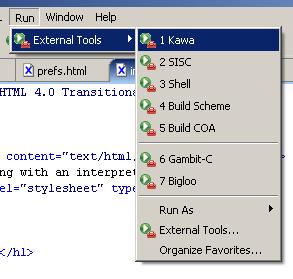 Run Window Help
External Tools
1 Kawa
2 SISC
3 Shell
4 Build Scheme
5 Build COA
6 Gambit-C
7 Bigloo
Run As
External Tools...
Organize Favorites...
prefs.html
HTML 4.0 Transitiona
content="text/html.
ng with an interpret
el="stylesheet" type
</hl>